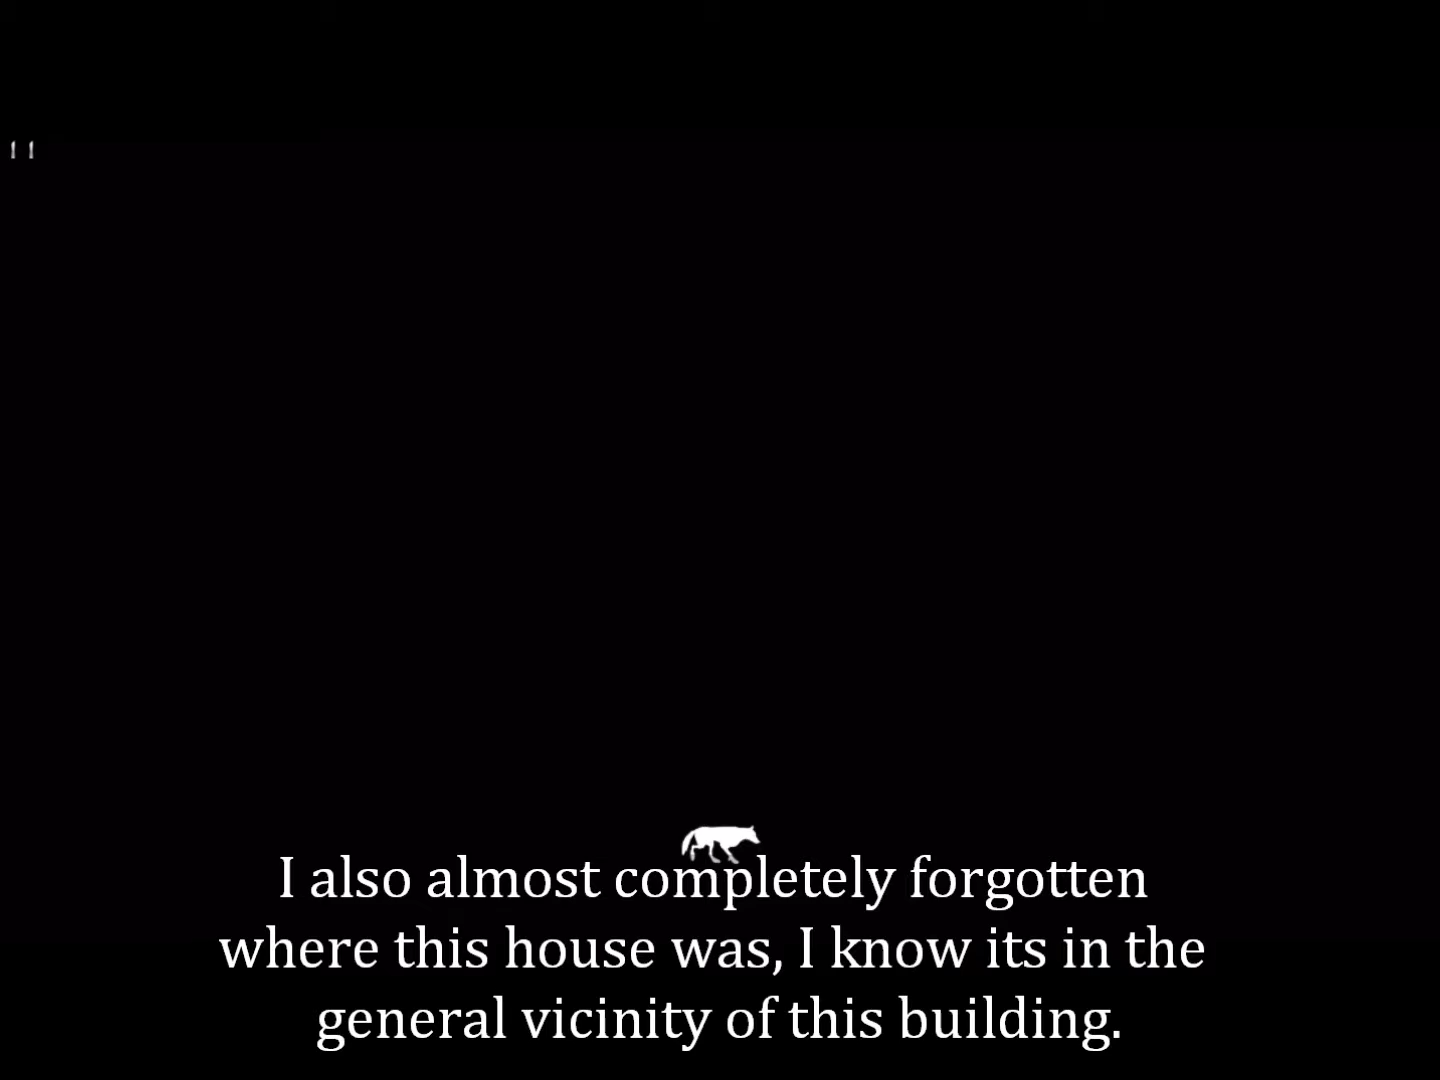 I also almost completely forgotten
where this house was, I know its in the
general vicinity of this building.